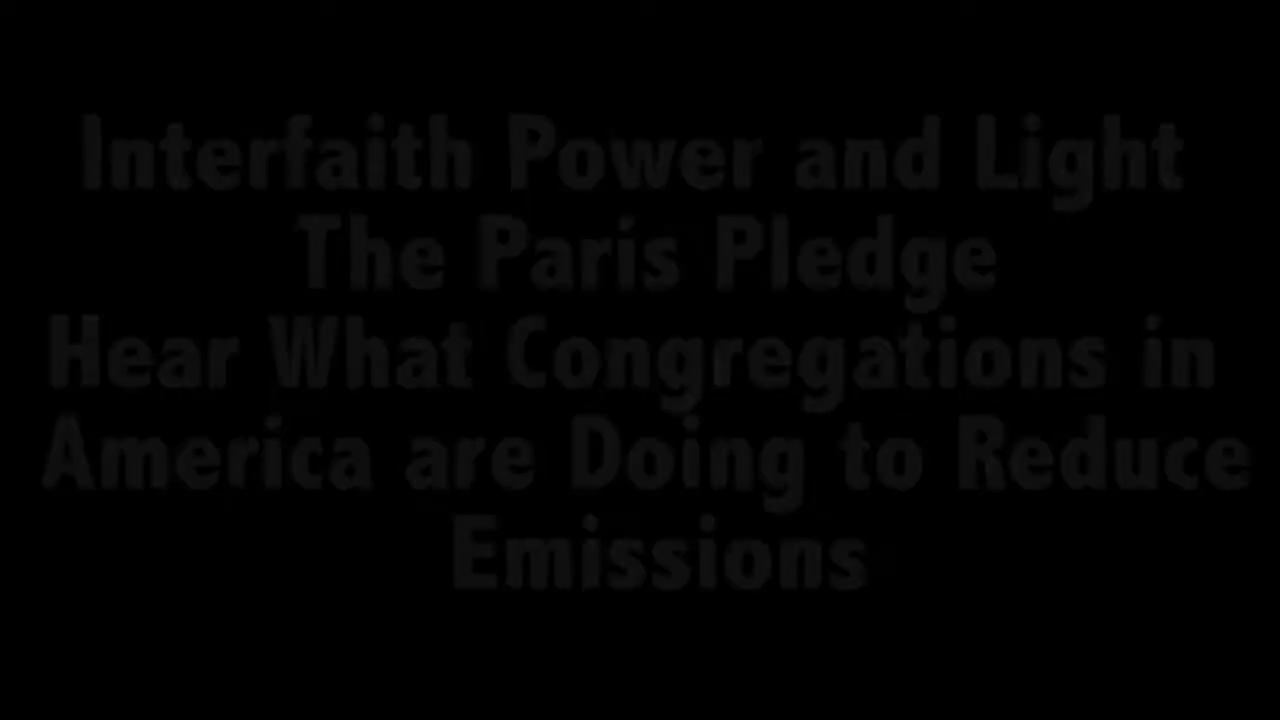 Interfaith Power and Light
The Paris Pledge
Hear What Congregations in
America are Doing to Reduce
Emissions